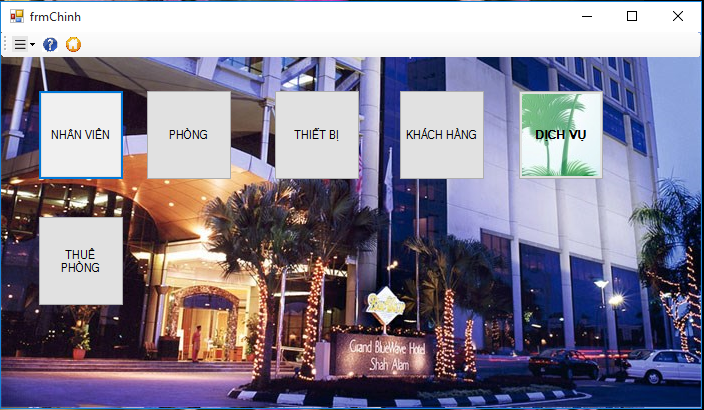 frmChinh
NHÂN VIÊN
PHÒNG
THIẾT BỊ
KHÁCH HÀNG
DỊCH VỤ
THUÊ
PHÒNG
Grand BlueWave Hotel
Shah Alam